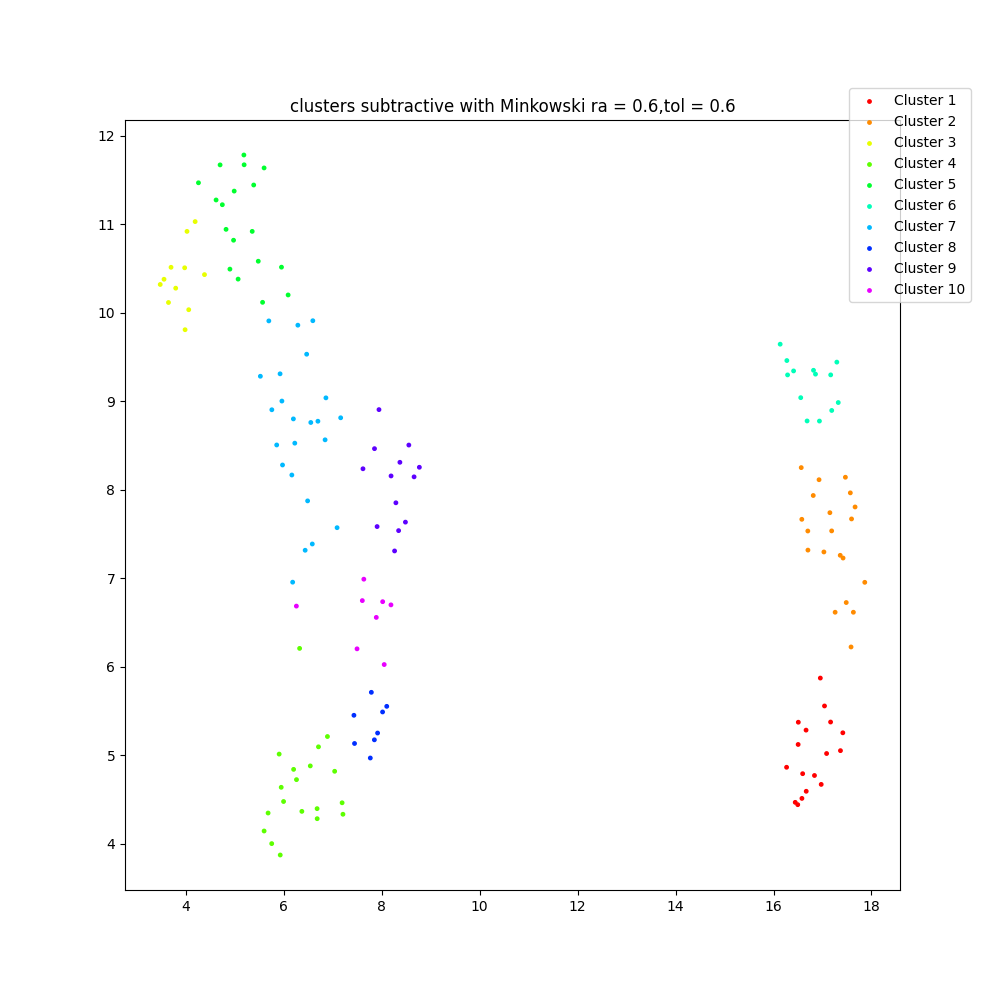 clusters subtractive with Minkowski ra = 0.6,tol = 0.6
Cluster 1
Cluster 2
Cluster 3
Cluster 4
Cluster 5
Cluster 6
Cluster 7
Cluster 8
Cluster 9
Cluster 10
12
11
10
9
8
7
6
5
4
4 6 8 10 12 14 16 18